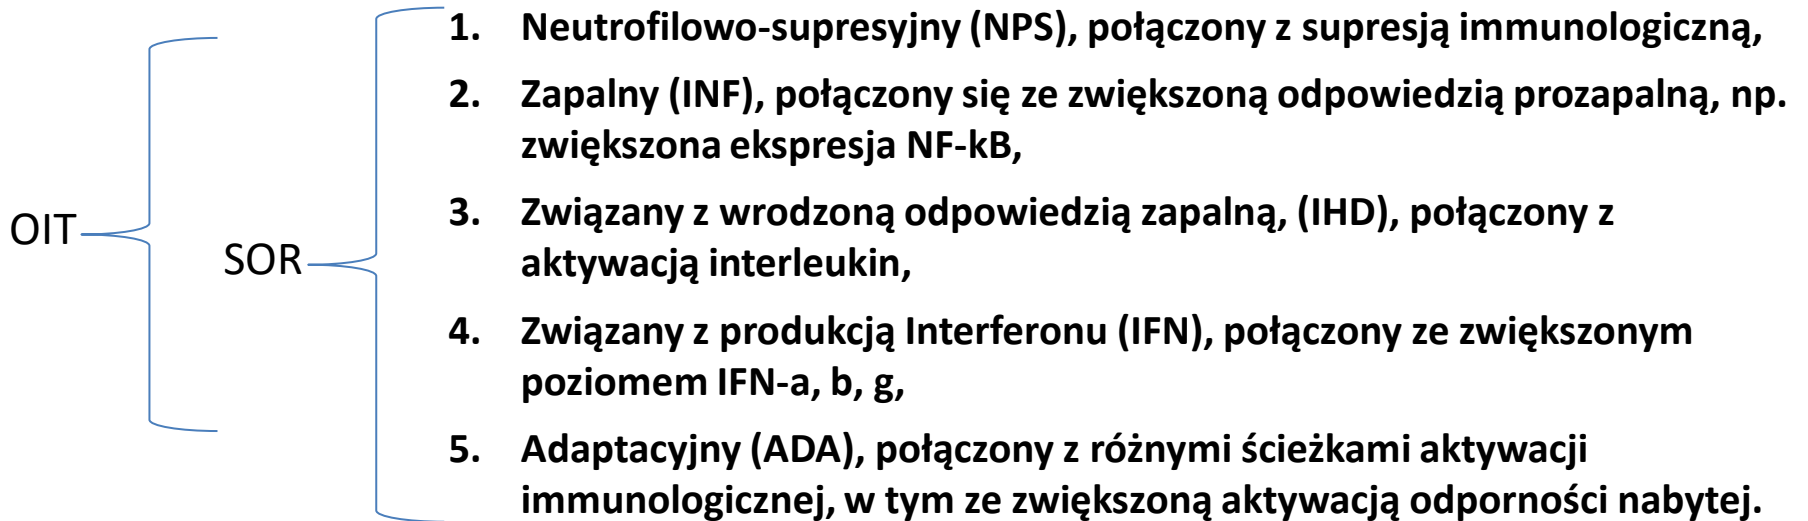 1. Neutrofilowo-supresyjny (NPS), połączony z supresją immunologiczną,
2. Zapalny (INF), połączony się ze zwiększoną odpowiedzią prozapalną, np.
zwiększona ekspresja NF-kB,
3. Związany z wrodzoną odpowiedzią zapalną, (IHD), połączony z
aktywacją interleukin,
OIT
SOR
4. Związany z produkcją Interferonu (IFN), połączony ze zwiększonym
poziomem IFN-a, b, g,
5. Adaptacyjny (ADA), połączony z różnymi ścieżkami aktywacji
immunologicznej, w tym ze zwiększoną aktywacją odporności nabytej.